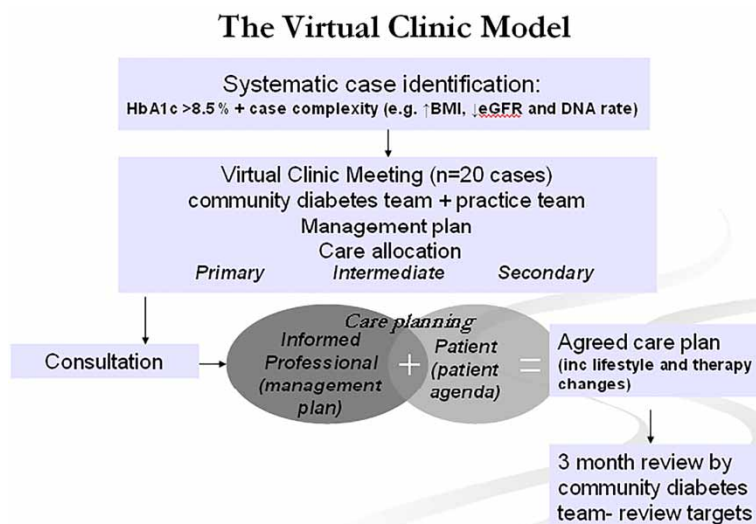 The Virtual Clinic Model
Systematic case identification:
HbA1c >8.5% + case complexity (e.g. ↑BMI, ↓eGFR and DNA rate)
Virtual Clinic Meeting (n=20 cases)
community diabetes team + practice team
Management plan
Care allocation
Primary Intermediate Secondary
Consultation
Care planning
Informed
Professional
(management
plan)
+
Patient
(patient
agenda)
=
Agreed care plan
(inc lifestyle and therapy
changes)
3 month review by
community diabetes
team- review targets